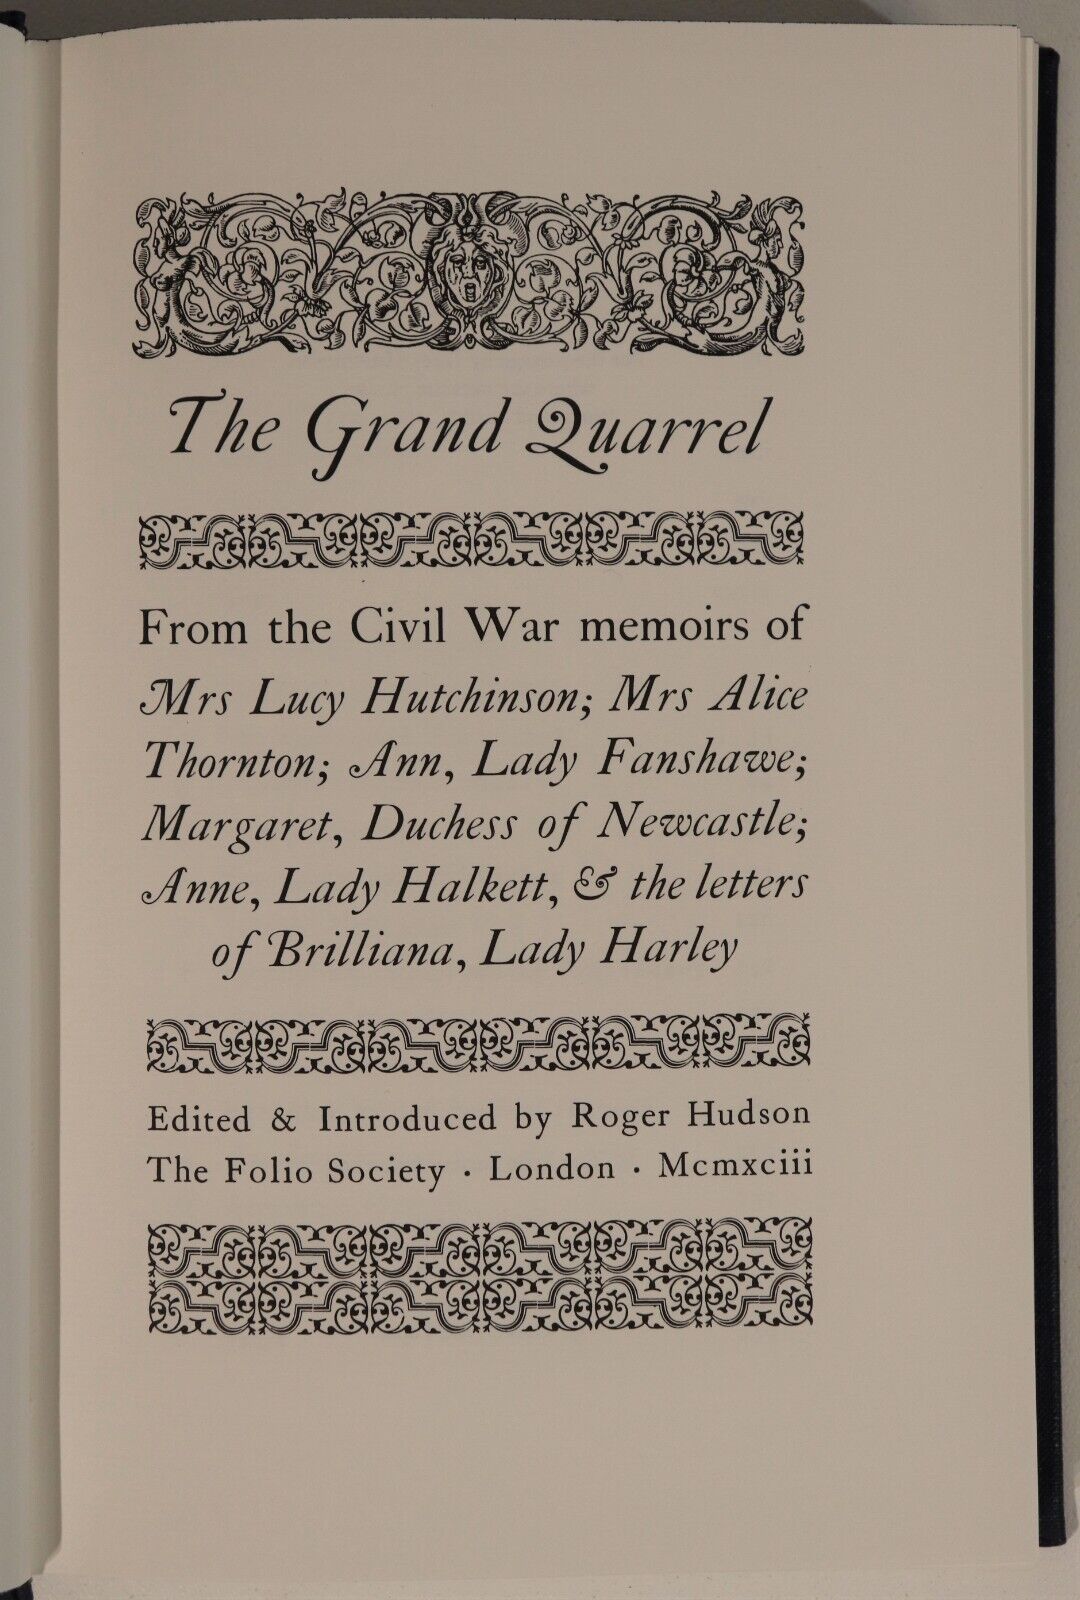 The Grand Quarrel
From the Civil War memoirs of
Mrs Lucy Hutchinson; Mrs Alice
Thornton; Ann, Lady Fanshawe;
Margaret, Duchess of Newcastle;
Anne, Lady Halkett, & the letters
of Brilliana, Lady Harley
Edited & Introduced by Roger Hudson
The Folio Society · London · Mcmxciii